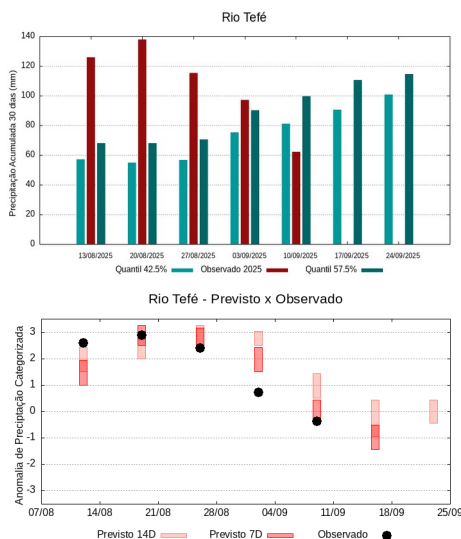 Rio Tefé
Precipitação Acumulada 30 dias (mm)
140
120
100
80
60
40
20
0
13/08/2025 20/08/2025 27/08/2025 03/09/2025 10/09/2025 17/09/2025 24/09/2025
Quantil 42.5% Observado 2025 Quantil 57.5%
Rio Tefé - Previsto x Observado
Anomalia de Precipitação Categorizada
3
2
1
0
-1
-2
-3
07/08 14/08 21/08 28/08 04/09 11/09 18/09 25/09
Previsto 14D Previsto 7D Observado